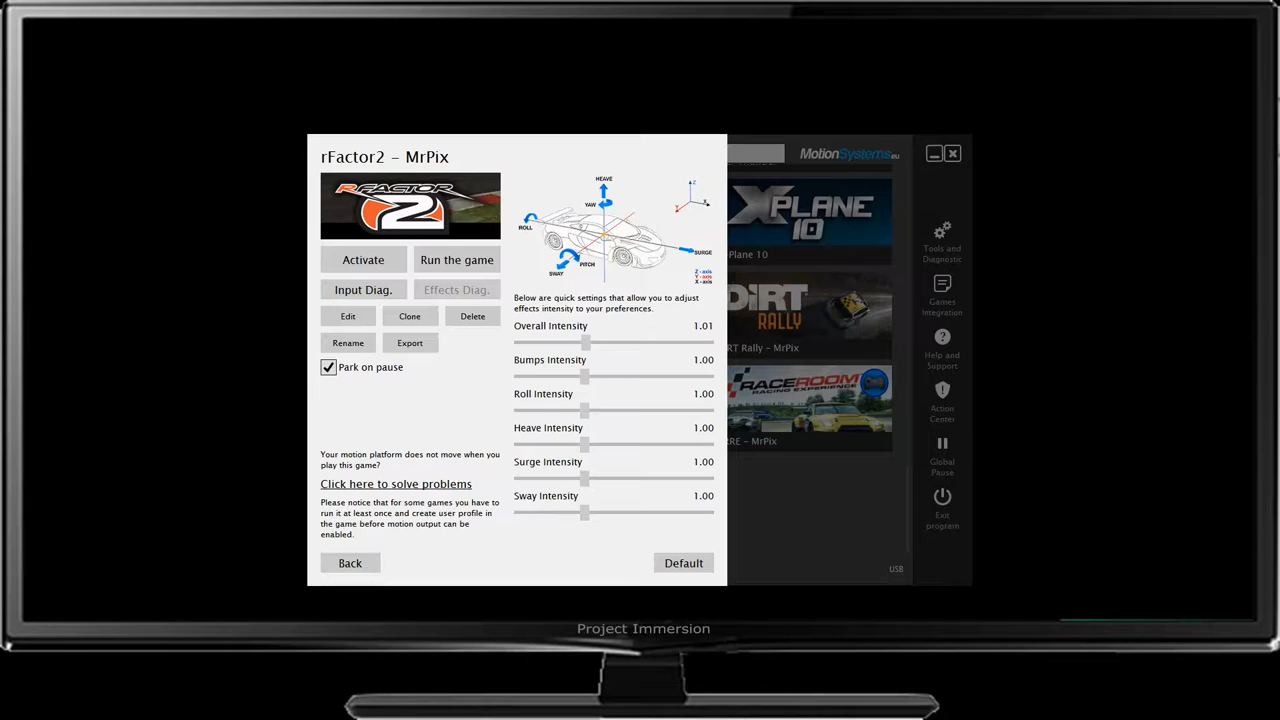 rFactor2 - MrPix
RFACTOR
2
Activate
Run the game
Input Diag.
Effects Diag.
Edit
Clone
Delete
Rename
Export
Park on pause
Your motion platform does not move when you
play this game?
Click here to solve problems
Please notice that for some games you have to
run it at least once and create user profile in
the game before motion output can be
enabled.
Back
HEAVE
YAW
ROLL
SURGE
PITCH
SWAY
Z
Y
X
Z-axis
Y-axis
X-axis
Below are quick settings that allow you to adjust
effects intensity to your preferences.
Overall Intensity 1.01
Bumps Intensity 1.00
Roll Intensity 1.00
Heave Intensity 1.00
Surge Intensity 1.00
Sway Intensity 1.00
Default
MotionSystems.eu
X PLANE
10
Plane 10
DiRT
RALLY
RT Rally - MrPix
RACEROOM
RACING EXPERIENCE
RRE - MrPix
USB
Tools and
Diagnostic
Games
Integration
Help and
Support
Action
Center
Global
Pause
Exit
program
Project Immersion